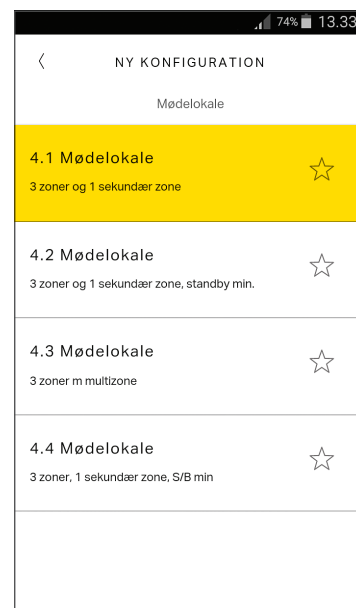 74% 13.33
NY KONFIGURATION
Mødelokale
4.1 Mødelokale
3 zoner og 1 sekundær zone
4.2 Mødelokale
3 zoner og 1 sekundær zone, standby min.
4.3 Mødelokale
3 zoner m multizone
4.4 Mødelokale
3 zoner, 1 sekundær zone, S/B min